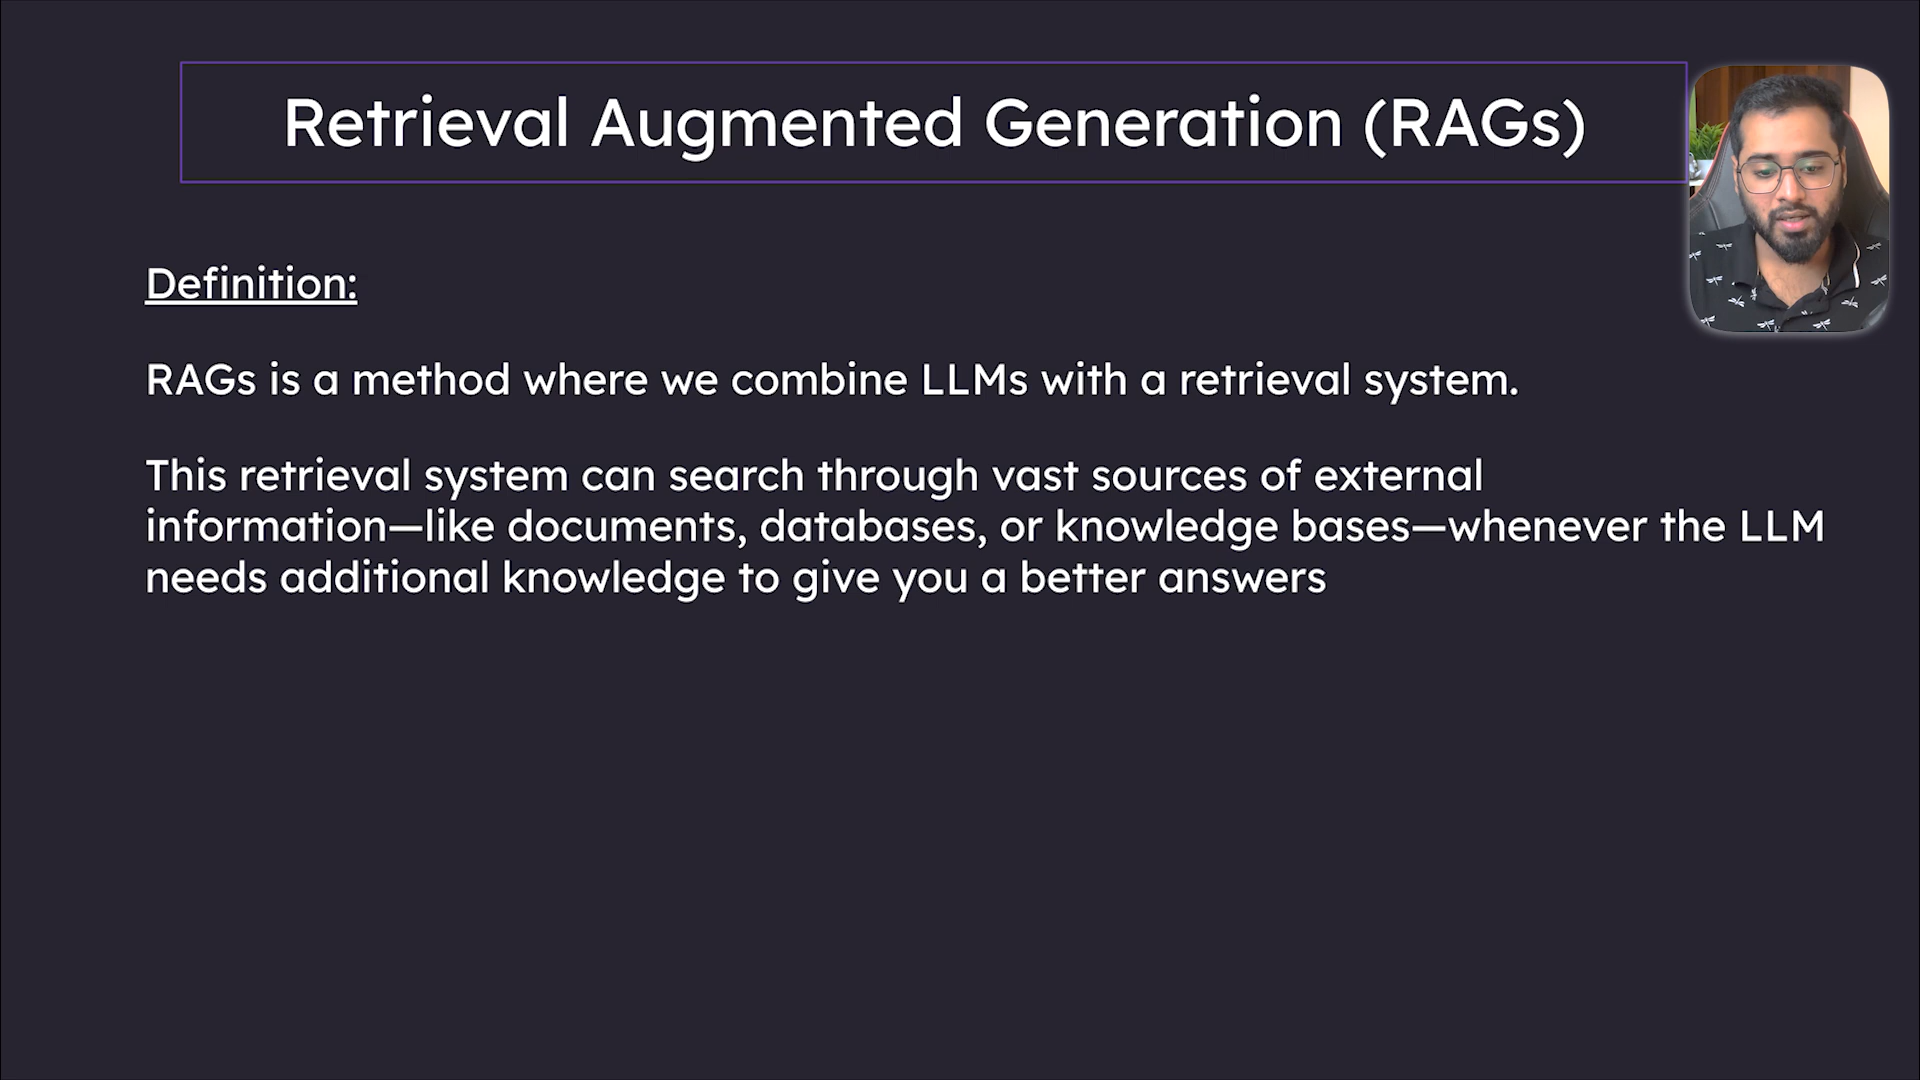 Retrieval Augmented Generation (RAGs)
Definition:
RAGs is a method where we combine LLMs with a retrieval system.
This retrieval system can search through vast sources of external
information—like documents, databases, or knowledge bases—whenever the LLM
needs additional knowledge to give you a better answers